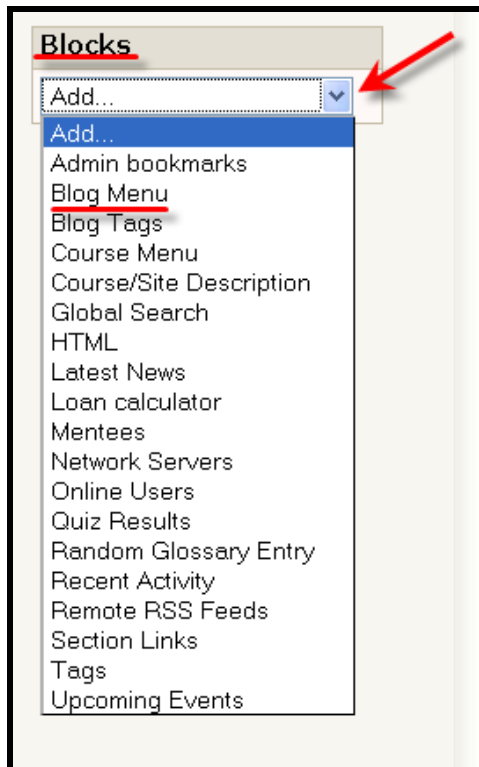 Blocks
Add...
Add...
Admin bookmarks
Blog Menu
Blog Tags
Course Menu
Course/Site Description
Global Search
HTML
Latest News
Loan calculator
Mentees
Network Servers
Online Users
Quiz Results
Random Glossary Entry
Recent Activity
Remote RSS Feeds
Section Links
Tags
Upcoming Events